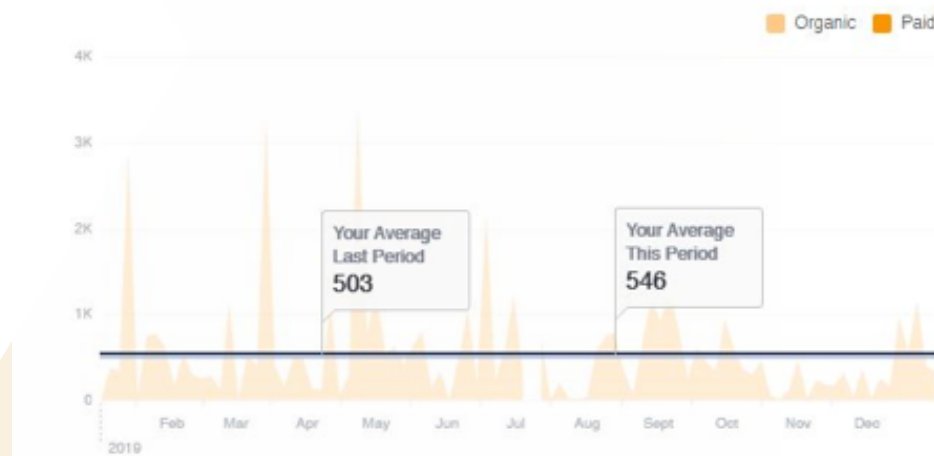 Organic Paid
4K
3K
2K
1K
0
Your Average
Last Period
503
Your Average
This Period
546
Feb Mar Apr May Jun Jul Aug Sept Oct Nov Dec
2019